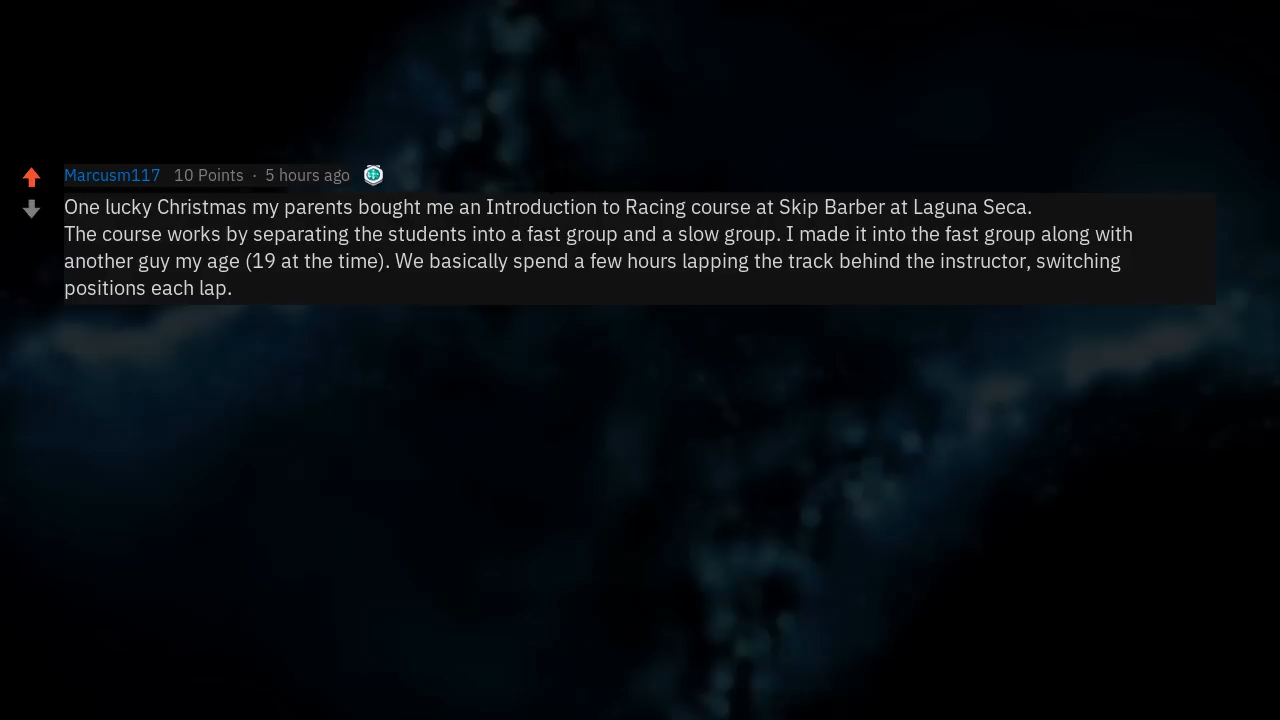 Marcusm117 10 Points · 5 hours ago
One lucky Christmas my parents bought me an Introduction to Racing course at Skip Barber at Laguna Seca.
The course works by separating the students into a fast group and a slow group. I made it into the fast group along with
another guy my age (19 at the time). We basically spend a few hours lapping the track behind the instructor, switching
positions each lap.